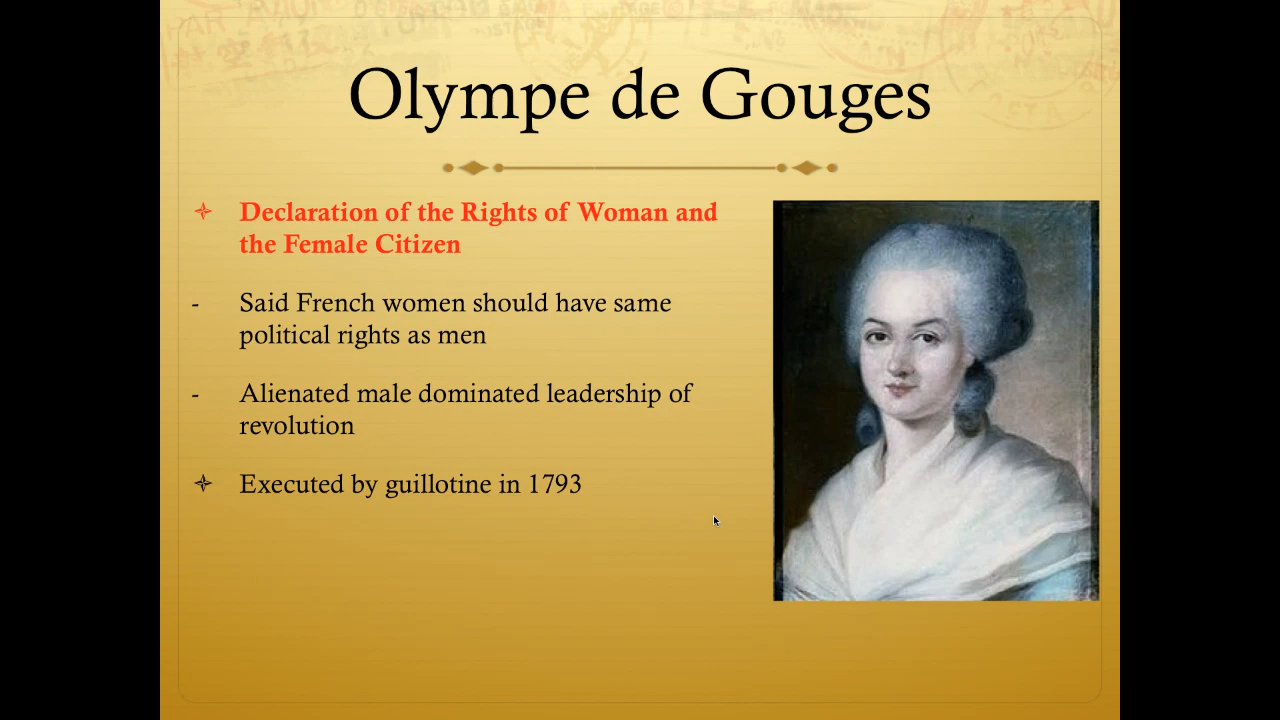 Olympe de Gouges
Declaration of the Rights of Woman and
the Female Citizen
- Said French women should have same
political rights as men
- Alienated male dominated leadership of
revolution
Executed by guillotine in 1793